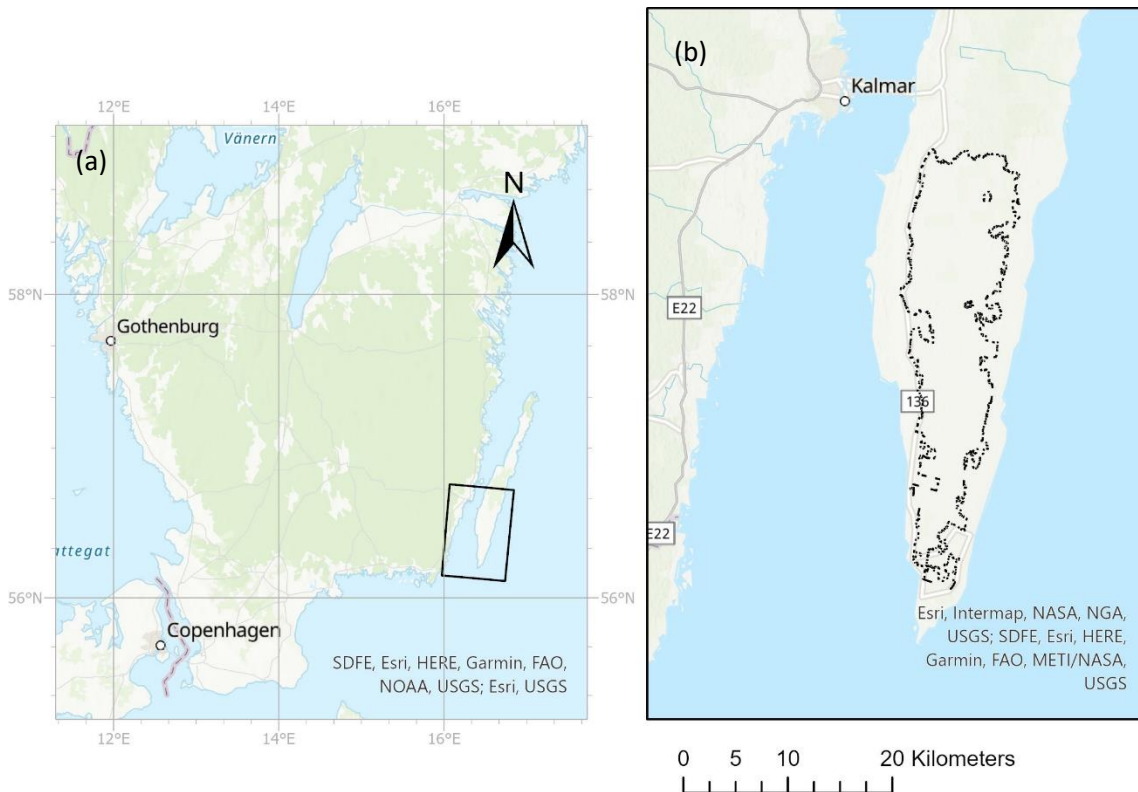 12°E
14°E
16°E
Vänern
(a)
N
58°N
58°N
Gothenburg
attegat
56°N
56°N
Copenhagen
SDFE, Esri, HERE, Garmin, FAO,
NOAA, USGS; Esri, USGS
12°E
14°E
16°E
(b)
Kalmar
E22
136
E22
Esri, Intermap, NASA, NGA,
USGS; SDFE, Esri, HERE,
Garmin, FAO, METI/NASA,
USGS
0 5 10 20 Kilometers